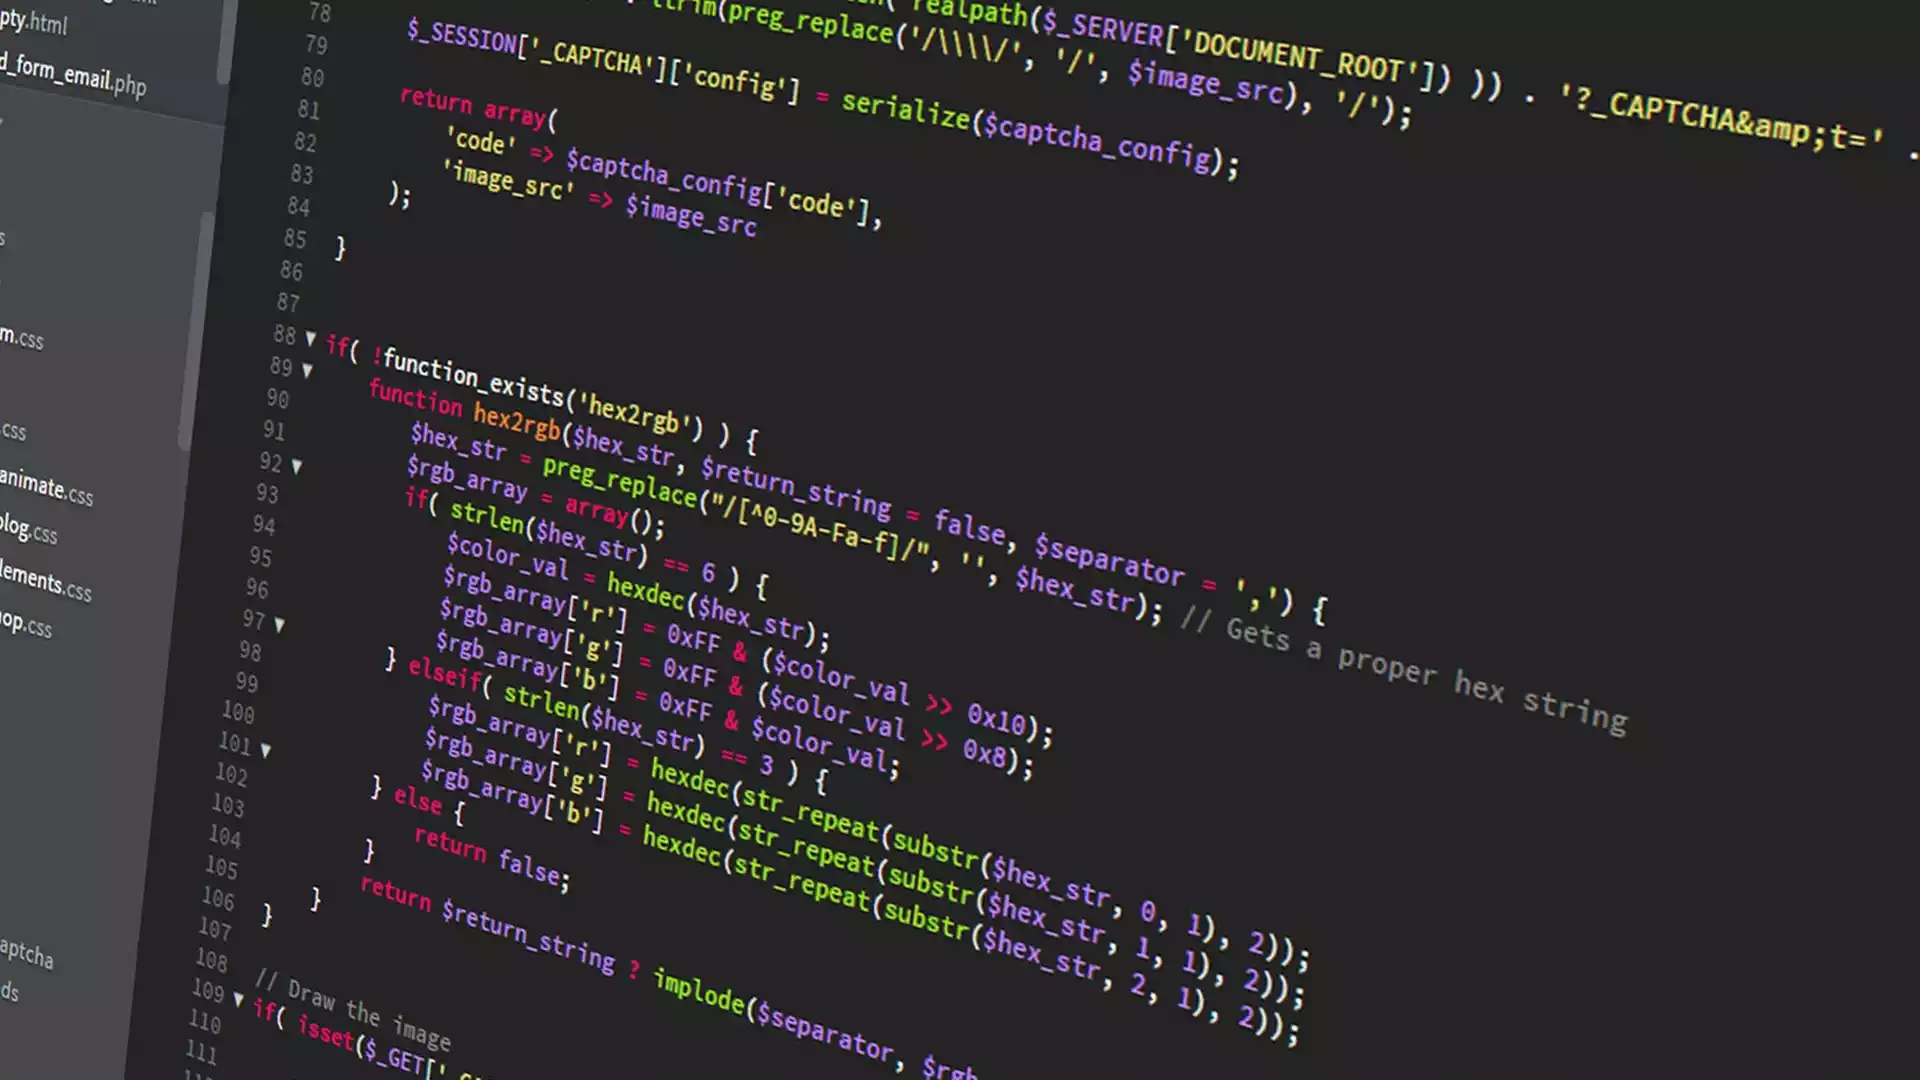 pty.html
d_form_email.php
m.css
.css
animate.css
blog.css
lements.css
op.css
aptcha
ds
78
79
80
81
82
83
84
85
86
87
88
89
90
91
92
93
94
95
96
97
98
99
100
101
102
103
104
105
106
107
108
109
110
111
realpath($_SERVER['DOCUMENT_ROOT']) )) . '?_CAPTCHA&amp;t=' .
ltrim(preg_replace('/\\\\/', '/', $image_src), '/');
$_SESSION['_CAPTCHA']['config'] = serialize($captcha_config);
return array(
'code' => $captcha_config['code'],
'image_src' => $image_src
);
}
if( !function_exists('hex2rgb') ) {
function hex2rgb($hex_str, $return_string = false, $separator = ',') {
$hex_str = preg_replace("/[^0-9A-Fa-f]/", '', $hex_str); // Gets a proper hex string
$rgb_array = array();
if( strlen($hex_str) == 6 ) {
$color_val = hexdec($hex_str);
$rgb_array['r'] = 0xFF & ($color_val >> 0x10);
$rgb_array['g'] = 0xFF & ($color_val >> 0x8);
$rgb_array['b'] = 0xFF & $color_val;
} elseif( strlen($hex_str) == 3 ) {
$rgb_array['r'] = hexdec(str_repeat(substr($hex_str, 0, 1), 2));
$rgb_array['g'] = hexdec(str_repeat(substr($hex_str, 1, 1), 2));
$rgb_array['b'] = hexdec(str_repeat(substr($hex_str, 2, 1), 2));
} else {
return false;
}
return $return_string ? implode($separator, $rgb
}
}
// Draw the image
if( isset($_GET['